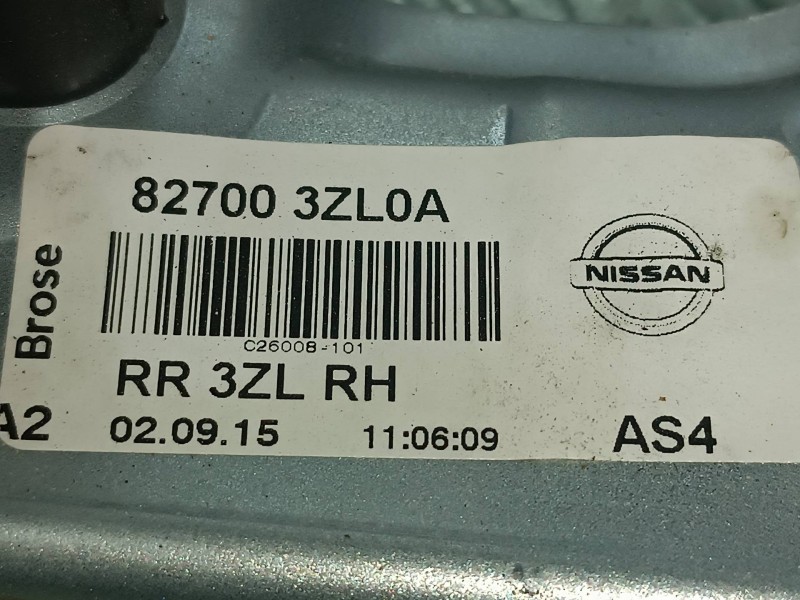 82700 3ZL0A
Brose
NISSAN
C26008-101
RR 3ZL RH
A2
02.09.15
11:06:09
AS4